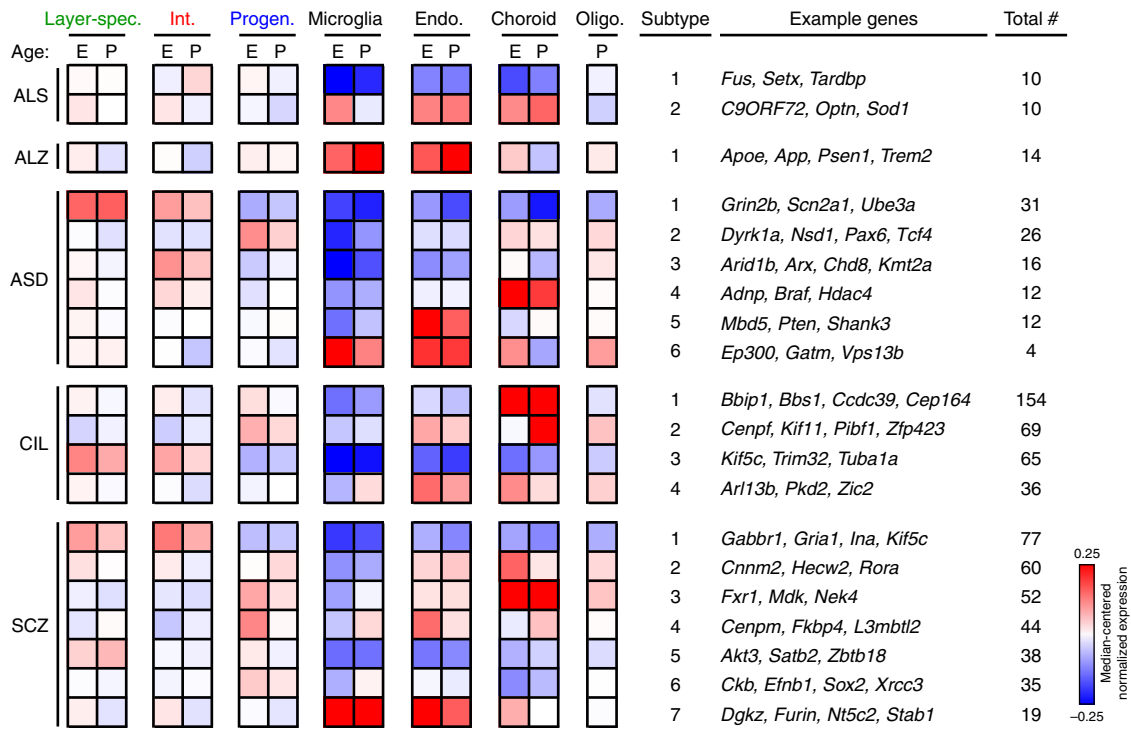 Layer-spec. Int. Progen. Microglia Endo. Choroid Oligo. Subtype Example genes Total #
Age: E P E P E P E P E P E P P
ALS
1 Fus, Setx, Tardbp 10
2 C9ORF72, Optn, Sod1 10
ALZ
1 Apoe, App, Psen1, Trem2 14
ASD
1 Grin2b, Scn2a1, Ube3a 31
2 Dyrk1a, Nsd1, Pax6, Tcf4 26
3 Arid1b, Arx, Chd8, Kmt2a 16
4 Adnp, Braf, Hdac4 12
5 Mbd5, Pten, Shank3 12
6 Ep300, Gatm, Vps13b 4
CIL
1 Bbip1, Bbs1, Ccdc39, Cep164 154
2 Cenpf, Kif11, Pibf1, Zfp423 69
3 Kif5c, Trim32, Tuba1a 65
4 Arl13b, Pkd2, Zic2 36
SCZ
1 Gabbr1, Gria1, Ina, Kif5c 77
2 Cnnm2, Hecw2, Rora 60
3 Fxr1, Mdk, Nek4 52
4 Cenpm, Fkbp4, L3mbtl2 44
5 Akt3, Satb2, Zbtb18 38
6 Ckb, Efnb1, Sox2, Xrcc3 35
7 Dgkz, Furin, Nt5c2, Stab1 19
0.25
Median-centered
normalized expression
−0.25